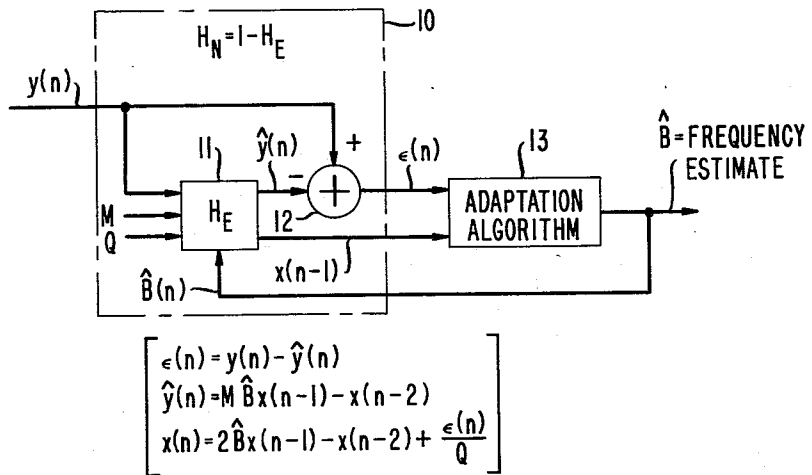 10
H_N = 1 - H_E
y(n)
11
ŷ(n)
+
-
ε(n)
13
B̂ = FREQUENCY
ESTIMATE
M
Q
H_E
+
12
ADAPTATION
ALGORITHM
x(n-1)
B̂(n)
ε(n) = y(n) - ŷ(n)
ŷ(n) = M B̂ x(n-1) - x(n-2)
x(n) = 2B̂x(n-1) - x(n-2) + ε(n)/Q